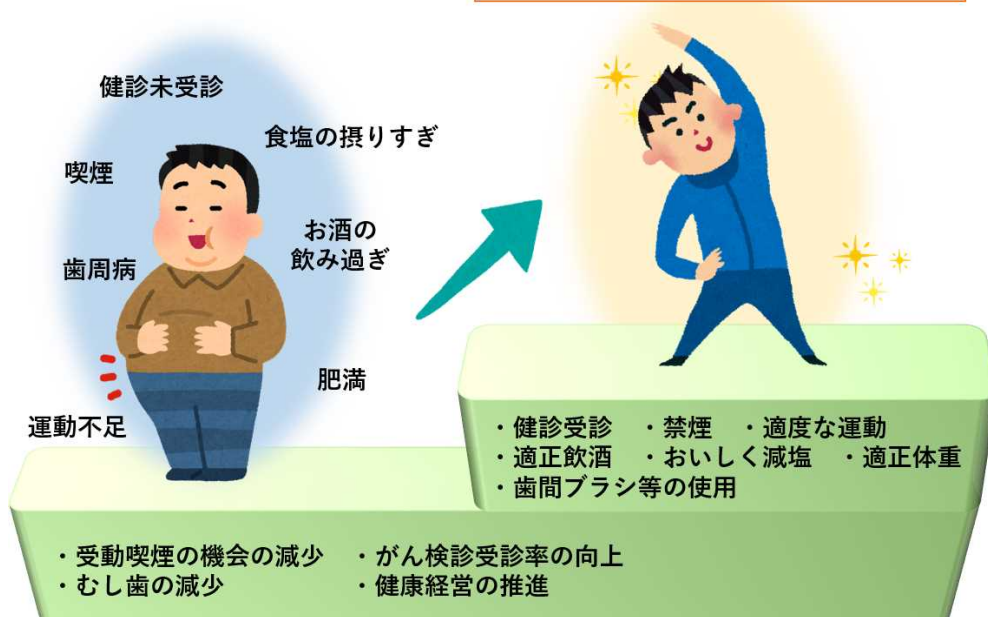 健診未受診
食塩の摂りすぎ
喫煙
お酒の
飲み過ぎ
歯周病
肥満
運動不足
・健診受診 ・禁煙 ・適度な運動
・適正飲酒 ・おいしく減塩 ・適正体重
・歯間ブラシ等の使用
・受動喫煙の機会の減少 ・がん検診受診率の向上
・むし歯の減少 ・健康経営の推進